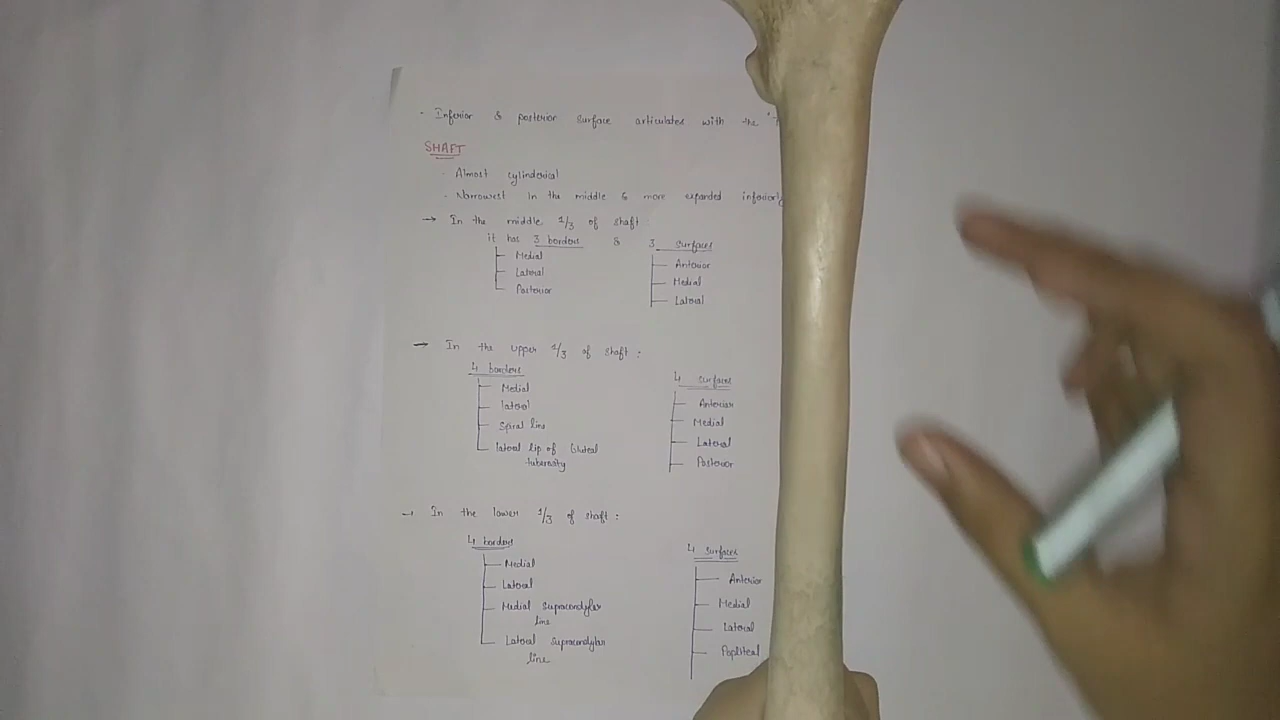 - Inferior & posterior surface articulates with the
SHAFT
- Almost cylinderical
- Narrowest in the middle & more expanded inferiorly
→ In the middle 1/3 of shaft
it has 3 borders & 3 surfaces
Medial Anterior
Lateral Medial
Posterior Lateral
→ In the upper 1/3 of shaft :
4 borders 4 surfaces
Medial Anterior
lateral Medial
Spiral line Lateral
lateral lip of Gluteal Posterior
tuberosity
→ In the lower 1/3 of shaft :
4 borders 4 surfaces
Medial Anterior
Lateral Medial
Medial Supracondylar Lateral
line
Lateral Supracondylar Popliteal
line